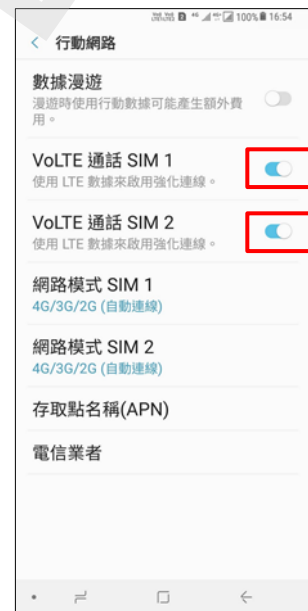 100% 16:54
行動網路
數據漫遊
漫遊時使用行動數據可能產生額外費
用。
VoLTE 通話 SIM 1
使用 LTE 數據來啟用強化連線。
VoLTE 通話 SIM 2
使用 LTE 數據來啟用強化連線。
網路模式 SIM 1
4G/3G/2G (自動連線)
網路模式 SIM 2
4G/3G/2G (自動連線)
存取點名稱(APN)
電信業者